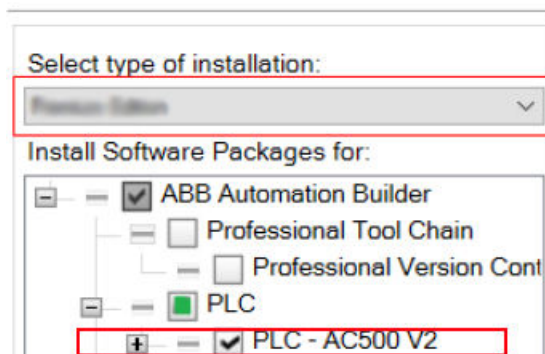 Select type of installation:
Install Software Packages for:
ABB Automation Builder
Professional Tool Chain
Professional Version Cont
PLC
PLC - AC500 V2